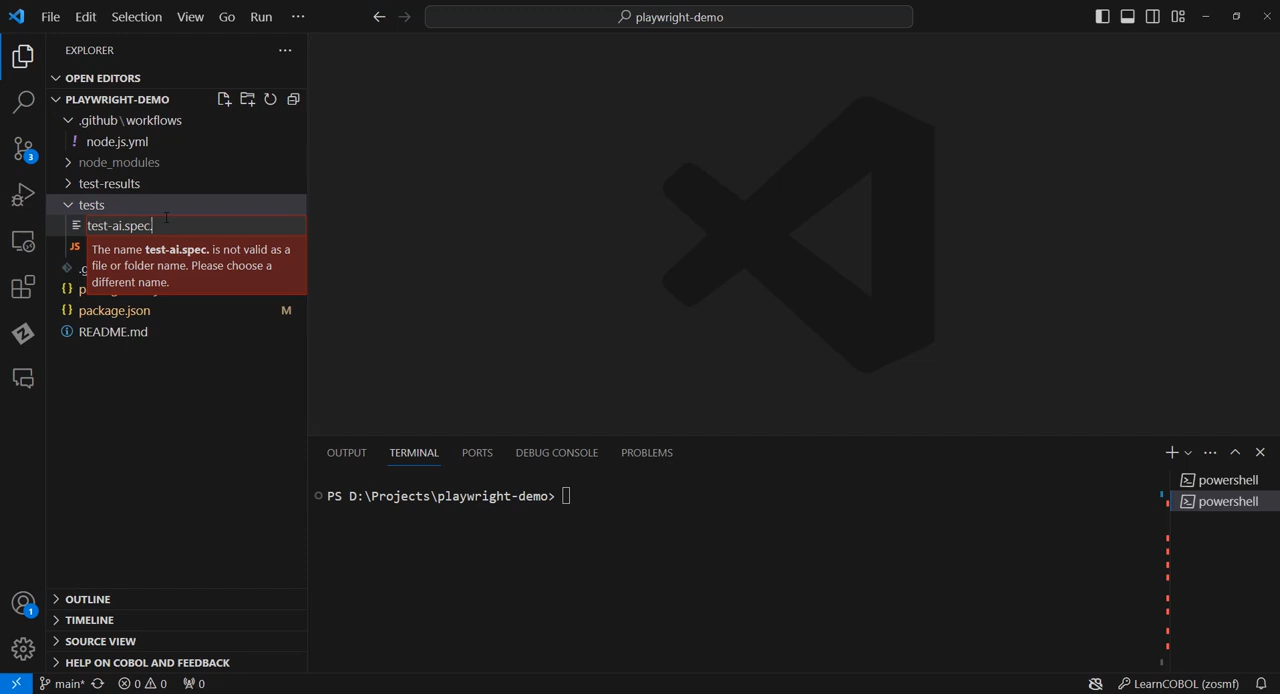 File Edit Selection View Go Run ···
playwright-demo
EXPLORER
OPEN EDITORS
PLAYWRIGHT-DEMO
.github\workflows
! node.js.yml
node_modules
test-results
tests
test-ai.spec.
JS
The name test-ai.spec. is not valid as a
file or folder name. Please choose a
different name.
package.json M
README.md
OUTPUT TERMINAL PORTS DEBUG CONSOLE PROBLEMS
PS D:\Projects\playwright-demo>
powershell
powershell
3
1
OUTLINE
TIMELINE
SOURCE VIEW
HELP ON COBOL AND FEEDBACK
main* 0 0 0
LearnCOBOL (zosmf)